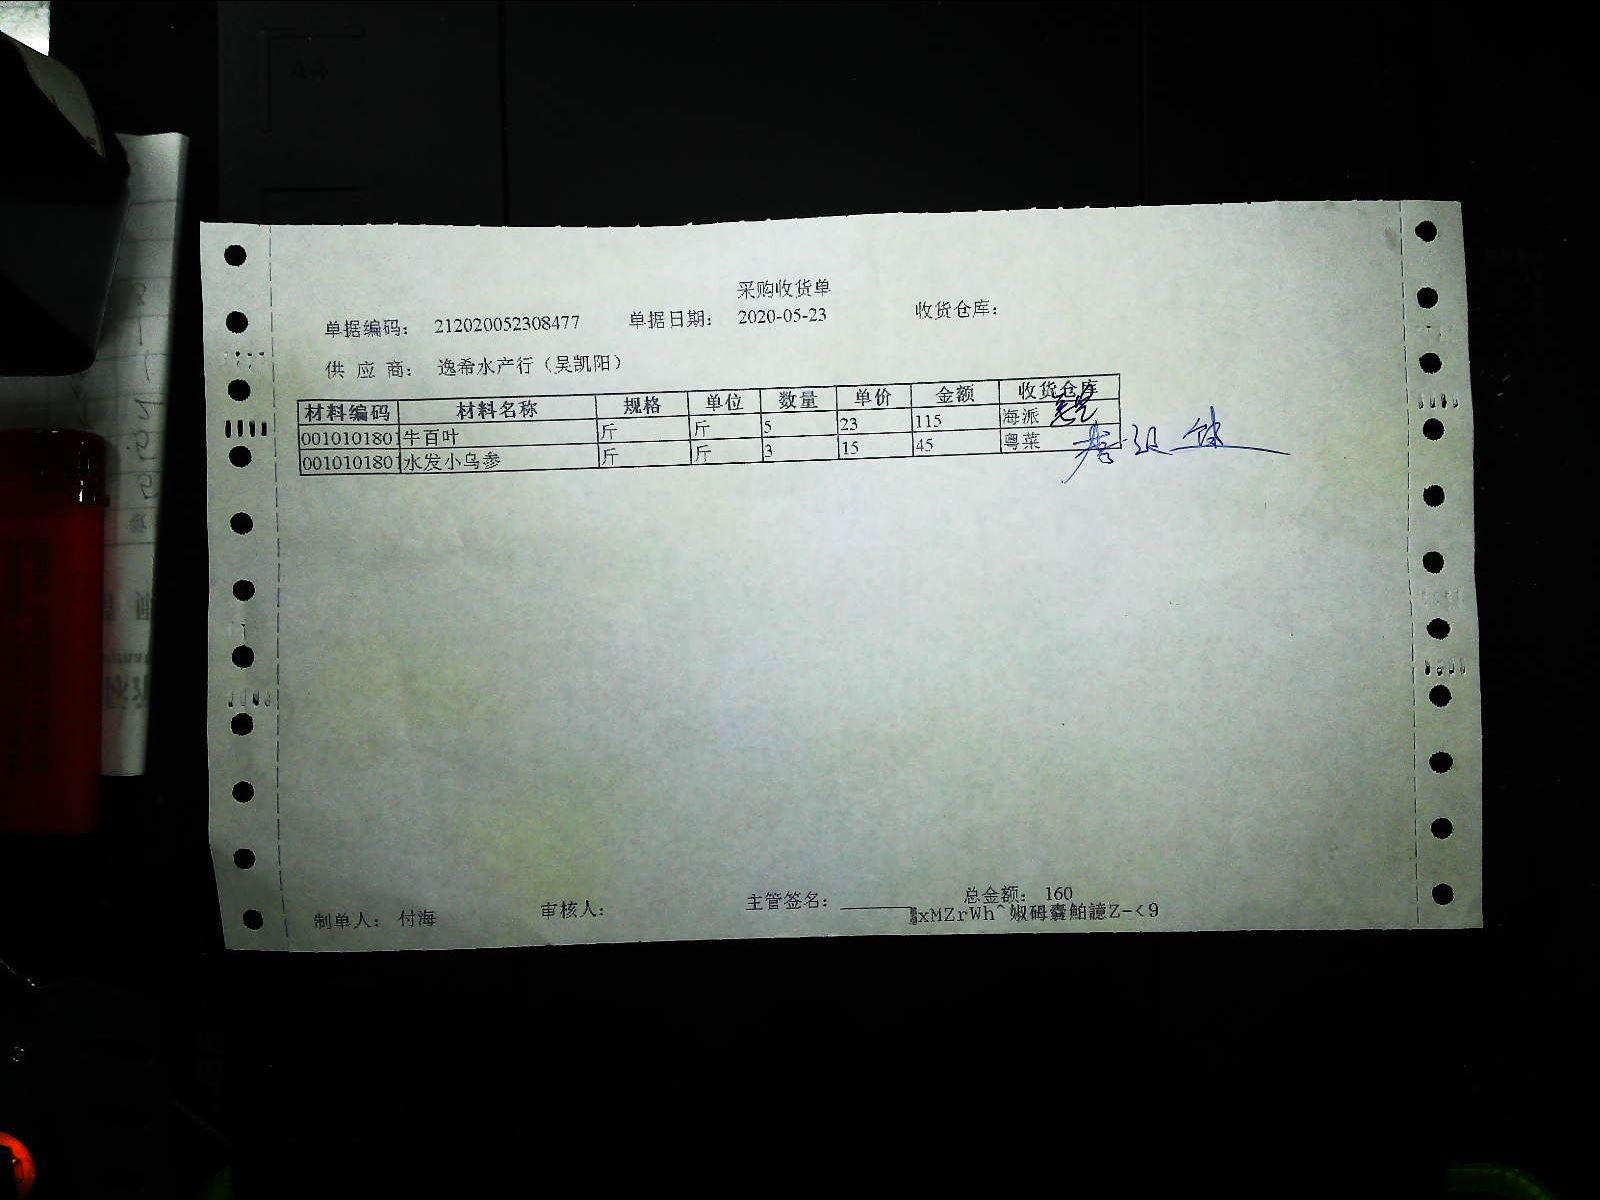 采购收货单
单据编码： 212020052308477 单据日期： 2020-05-23 收货仓库：
供 应 商： 逸希水产行（吴凯阳）
材料编码 材料名称 规格 单位 数量 单价 金额 收货仓库
0010101801 牛百叶 斤 斤 5 23 115 海派
0010101801 水发小乌参 斤 斤 3 15 45 粤菜
总金额： 160
制单人： 付海 审核人： 主管签名：
xMZrWh^
Z-<9